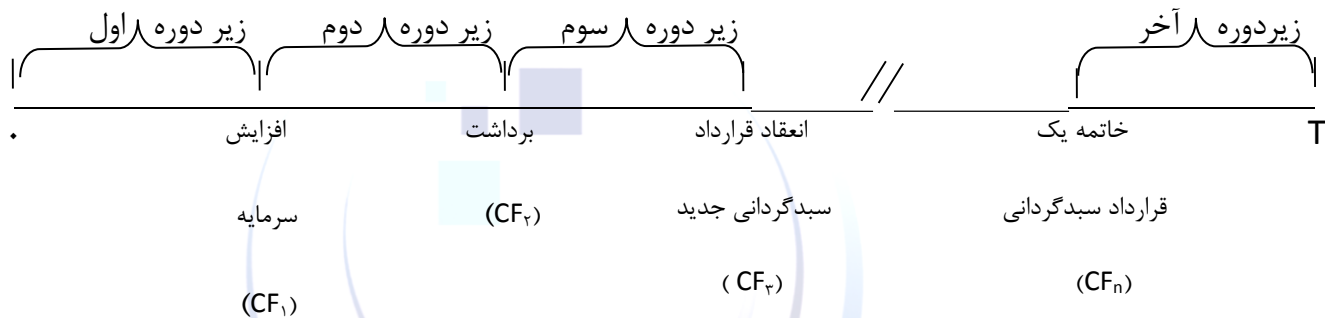 زیر دوره اول
زیر دوره دوم
زیر دوره سوم
زیردوره آخر
۰
افزایش
سرمایه
(CF۱)
برداشت
(CF۲)
انعقاد قرارداد
سبدگردانی جدید
(CF۳)
خاتمه یک
قرارداد سبدگردانی
(CFn)
T